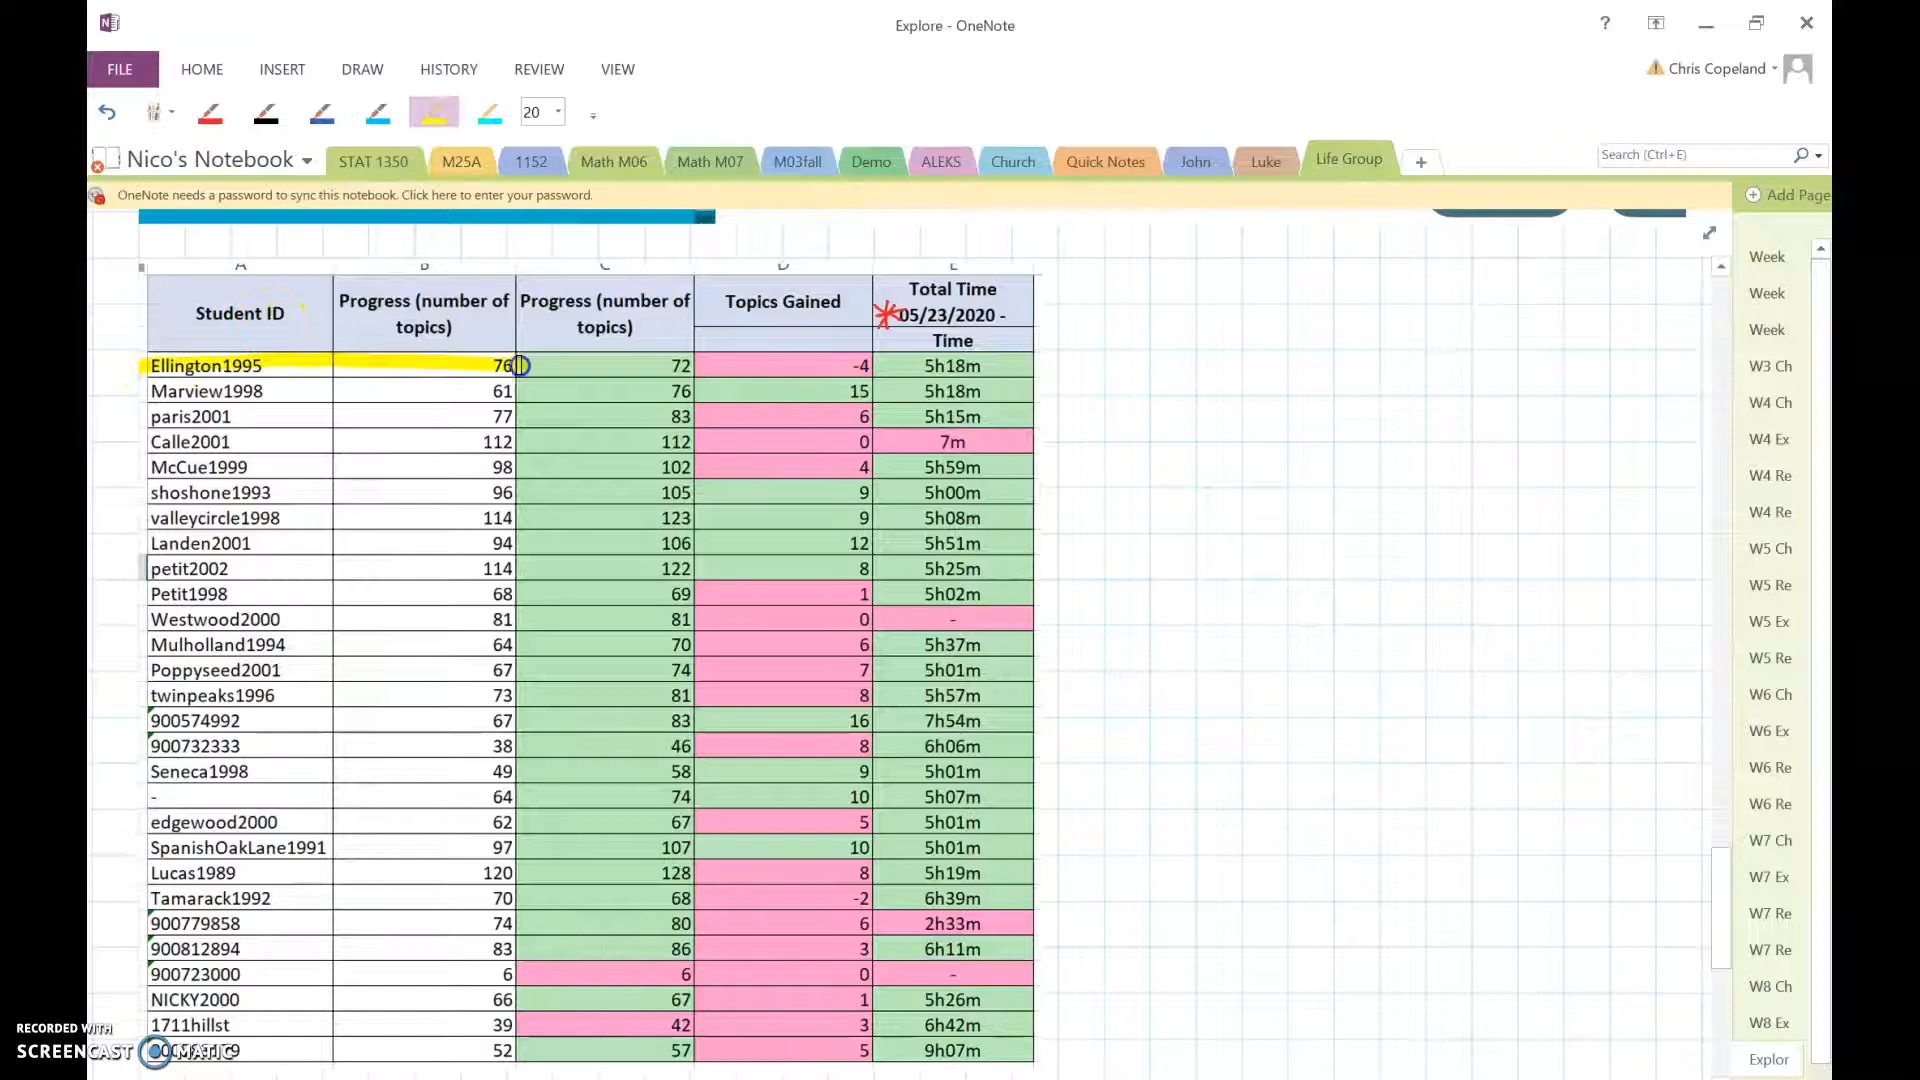 Explore - OneNote
?
Chris Copeland
FILE HOME INSERT DRAW HISTORY REVIEW VIEW
20
Nico's Notebook STAT 1350 M25A 1152 Math M06 Math M07 M03fall Demo ALEKS Church Quick Notes John Luke Life Group +
Search (Ctrl+E)
OneNote needs a password to sync this notebook. Click here to enter your password.
Add Page
A B C D E
Student ID Progress (number of topics) Progress (number of topics) Topics Gained Total Time 05/23/2020 - Time
Ellington1995 76 72 -4 5h18m
Marview1998 61 76 15 5h18m
paris2001 77 83 6 5h15m
Calle2001 112 112 0 7m
McCue1999 98 102 4 5h59m
shoshone1993 96 105 9 5h00m
valleycircle1998 114 123 9 5h08m
Landen2001 94 106 12 5h51m
petit2002 114 122 8 5h25m
Petit1998 68 69 1 5h02m
Westwood2000 81 81 0 -
Mulholland1994 64 70 6 5h37m
Poppyseed2001 67 74 7 5h01m
twinpeaks1996 73 81 8 5h57m
900574992 67 83 16 7h54m
900732333 38 46 8 6h06m
Seneca1998 49 58 9 5h01m
- 64 74 10 5h07m
edgewood2000 62 67 5 5h01m
SpanishOakLane1991 97 107 10 5h01m
Lucas1989 120 128 8 5h19m
Tamarack1992 70 68 -2 6h39m
900779858 74 80 6 2h33m
900812894 83 86 3 6h11m
900723000 6 6 0 -
NICKY2000 66 67 1 5h26m
1711hillst 39 42 3 6h42m
52 57 5 9h07m
Week
Week
Week
W3 Ch
W4 Ch
W4 Ex
W4 Re
W4 Re
W5 Ch
W5 Re
W5 Ex
W5 Re
W6 Ch
W6 Ex
W6 Re
W6 Re
W7 Ch
W7 Ex
W7 Re
W7 Re
W8 Ch
W8 Ex
Explor
RECORDED WITH
SCREENCAST MATIC